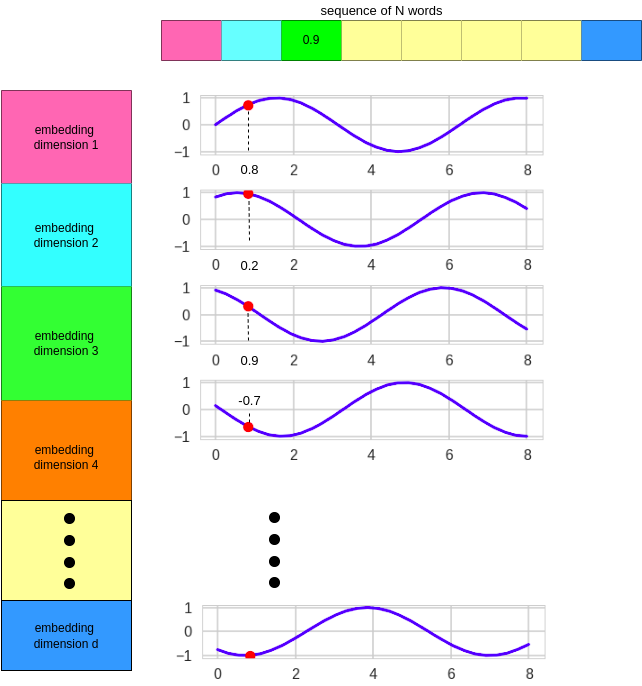 sequence of N words
0.9
embedding
dimension 1
1
0
−1
0 0.8 2 4 6 8
embedding
dimension 2
1
0
−1
0 0.2 2 4 6 8
embedding
dimension 3
1
0
−1
0 0.9 2 4 6 8
embedding
dimension 4
1
-0.7
0
−1
0 2 4 6 8
embedding
dimension d
1
0
−1
0 2 4 6 8